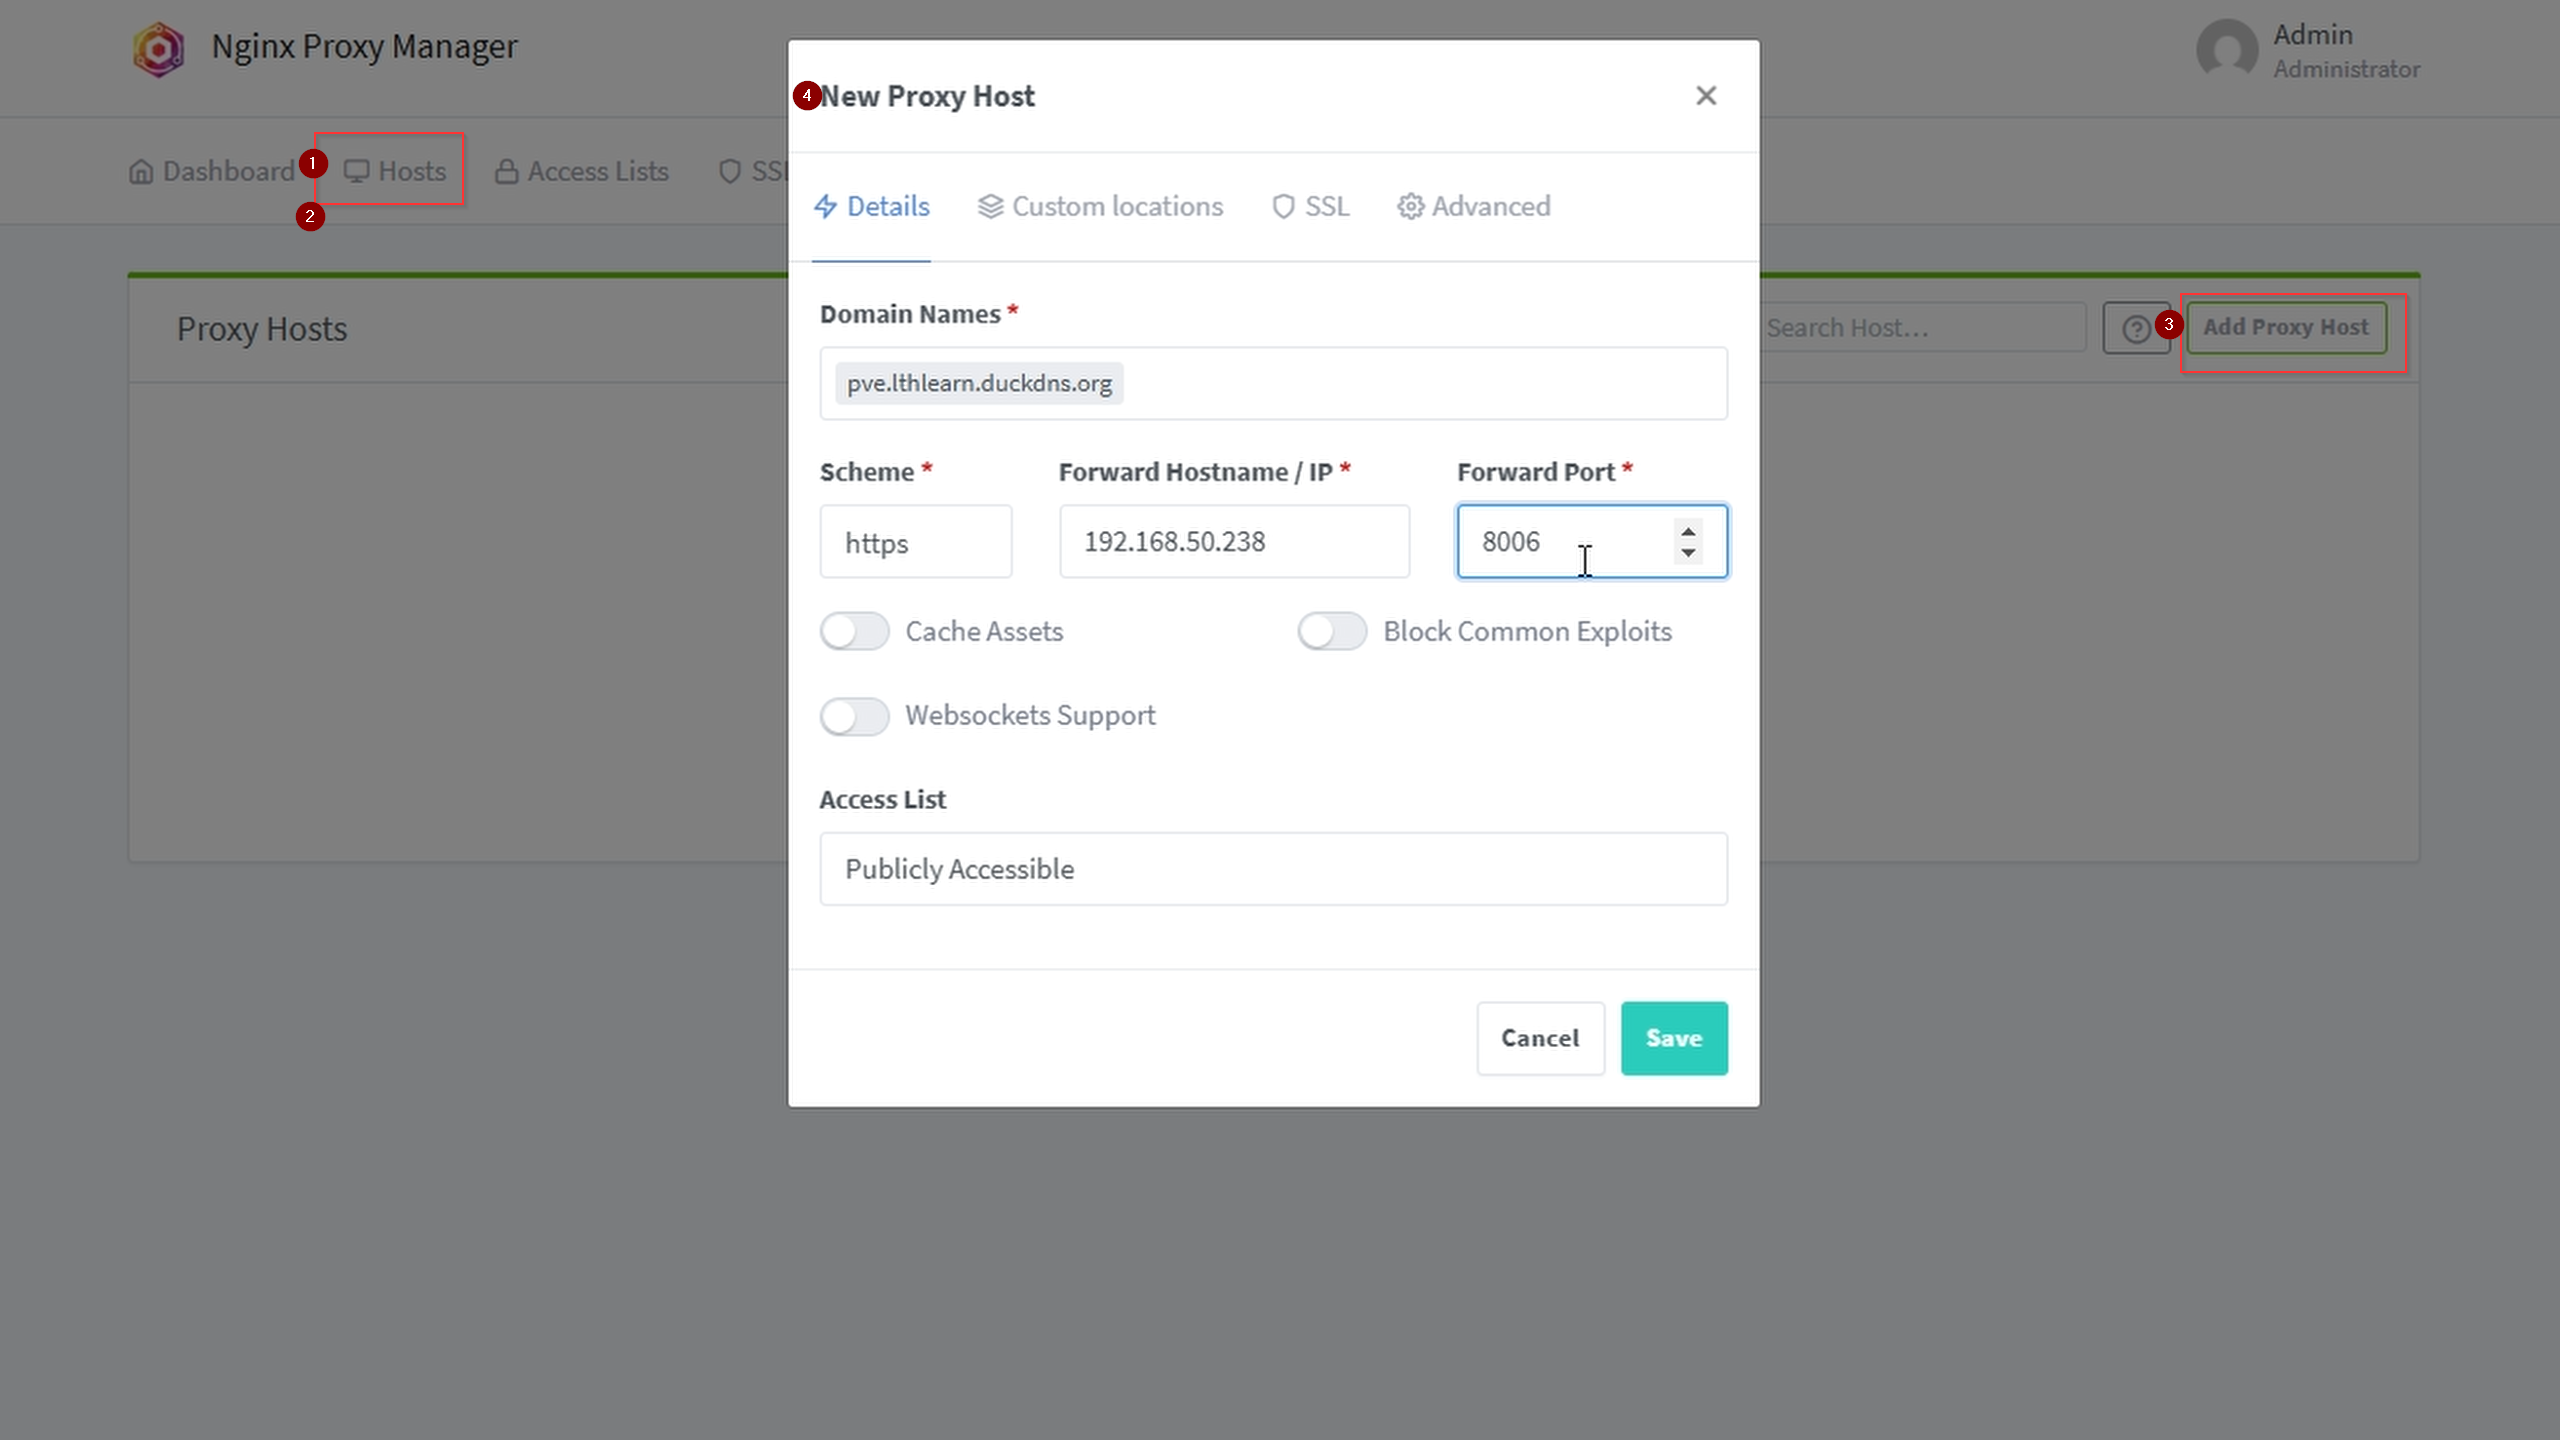 Nginx Proxy Manager
Admin
Administrator
4 New Proxy Host
Dashboard
1 Hosts
Access Lists
SSL
2
Details
Custom locations
SSL
Advanced
Proxy Hosts
Search Host...
3 Add Proxy Host
Domain Names *
pve.lthlearn.duckdns.org
Scheme *
Forward Hostname / IP *
Forward Port *
https
192.168.50.238
8006
Cache Assets
Block Common Exploits
Websockets Support
Access List
Publicly Accessible
Cancel
Save